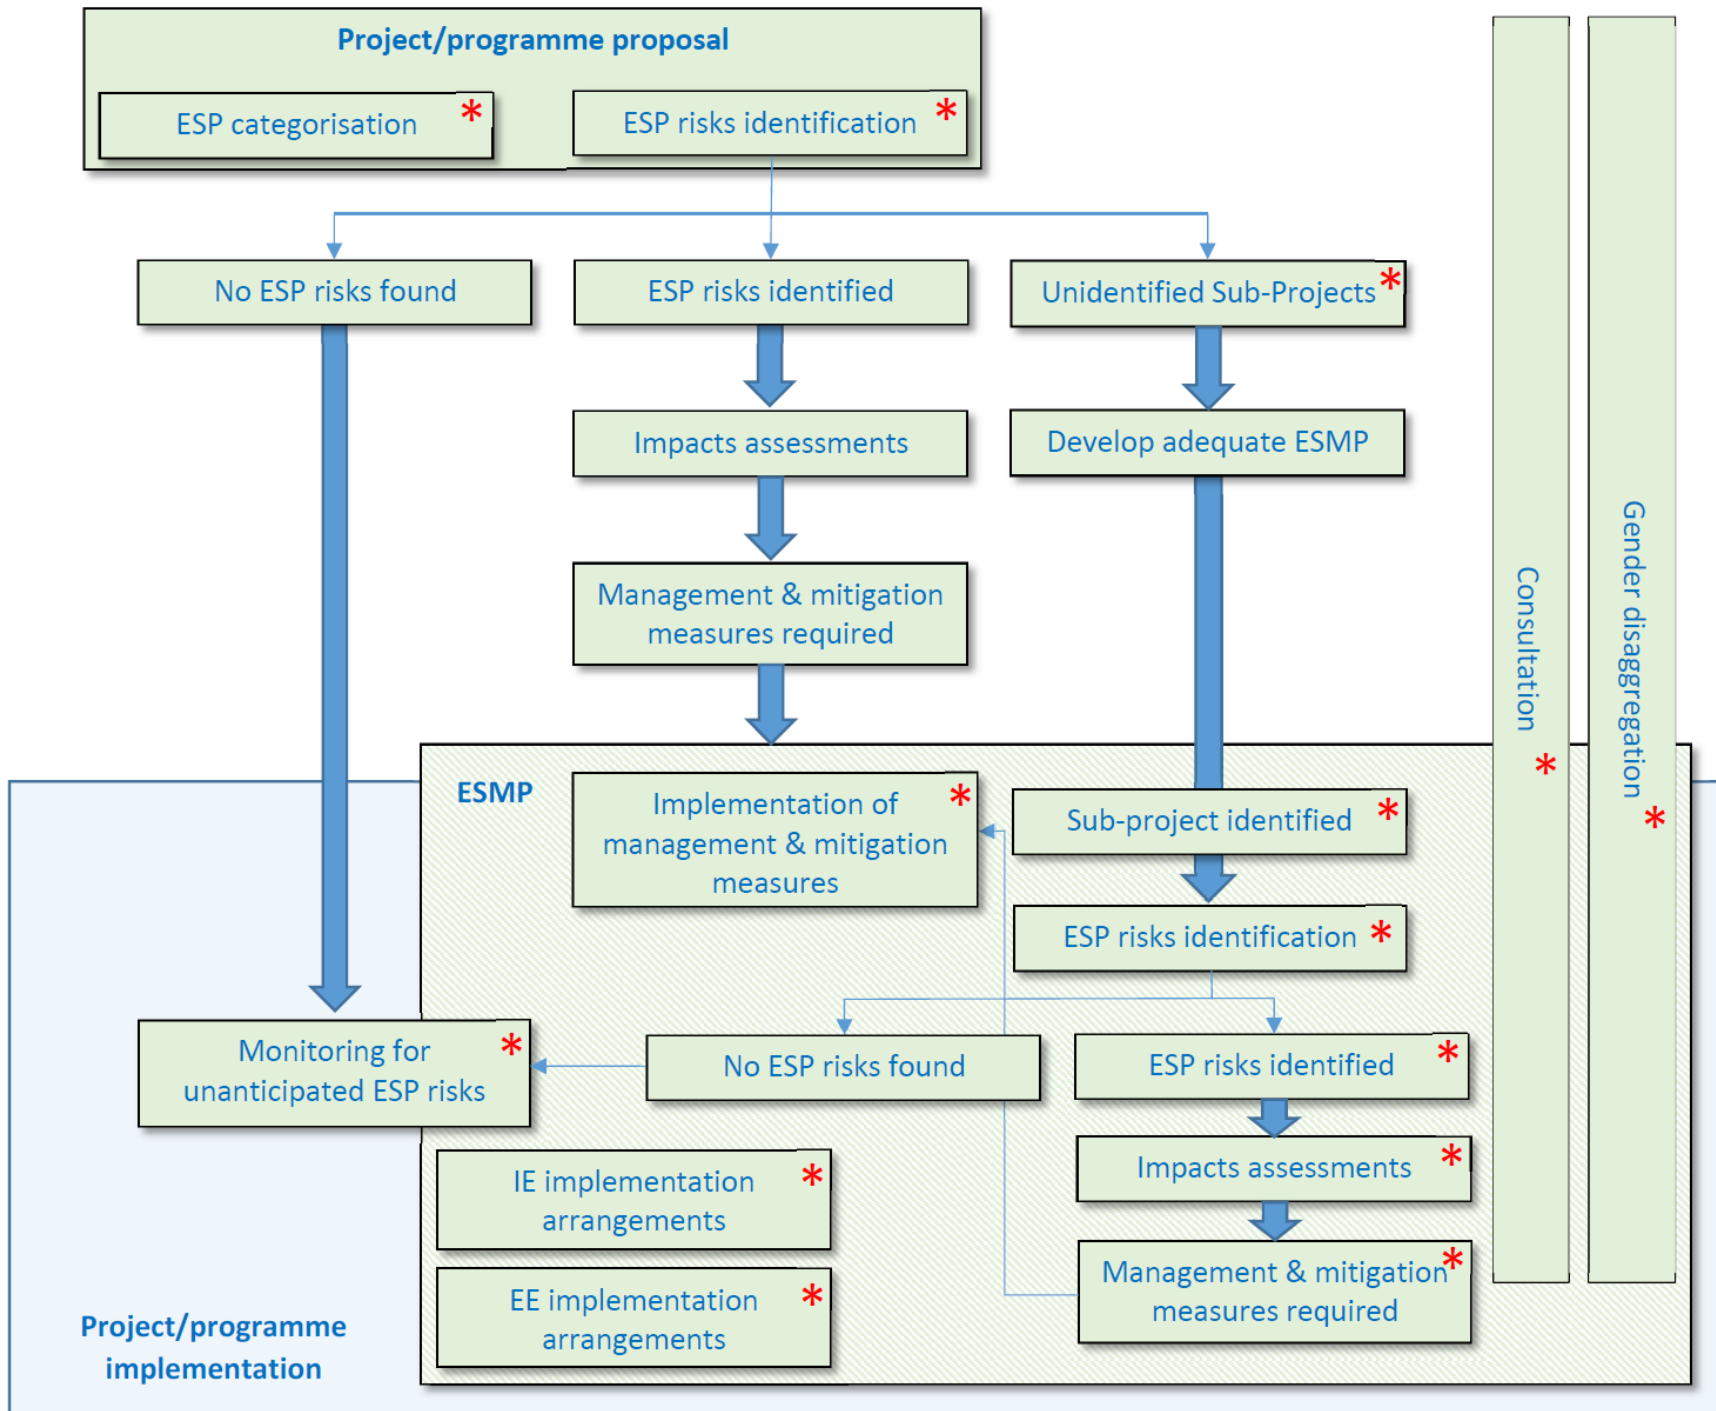 Project/programme proposal
ESP categorisation *
ESP risks identification *
No ESP risks found
ESP risks identified
Unidentified Sub-Projects *
Impacts assessments
Develop adequate ESMP
Management & mitigation
measures required
Consultation *
Gender disaggregation *
ESMP
Implementation of *
management & mitigation
measures
Sub-project identified *
ESP risks identification *
Monitoring for *
unanticipated ESP risks
No ESP risks found
ESP risks identified *
Impacts assessments *
IE implementation *
arrangements
Management & mitigation *
measures required
EE implementation *
arrangements
Project/programme
implementation